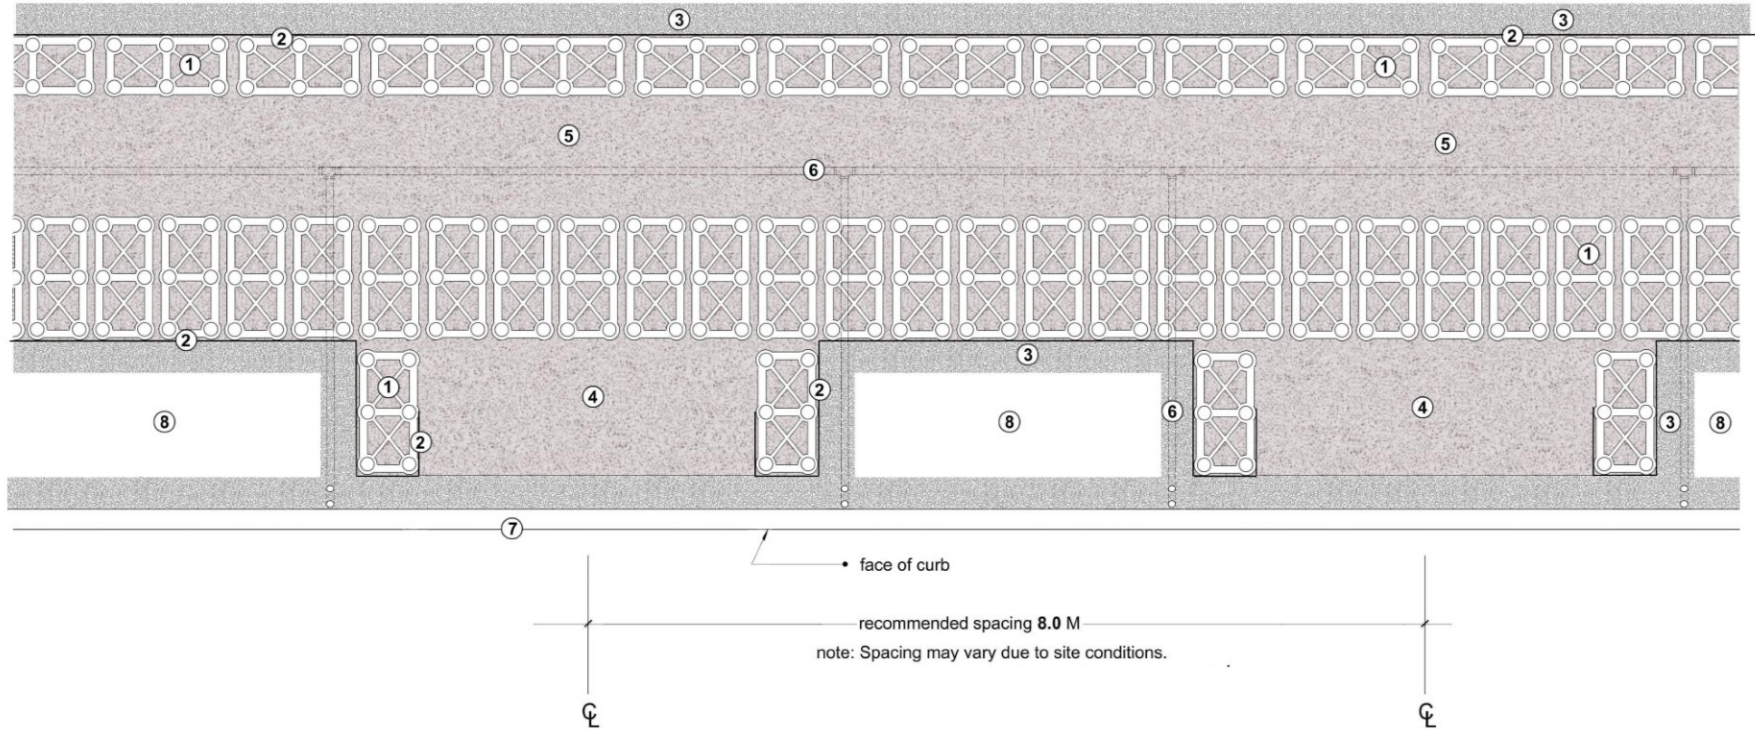 3 3
2 2
1 1
5 5
6
1
2 3
1 2 4 6 4 3
8 2 8 8
7
face of curb
recommended spacing 8.0 M
note: Spacing may vary due to site conditions.
℄ ℄